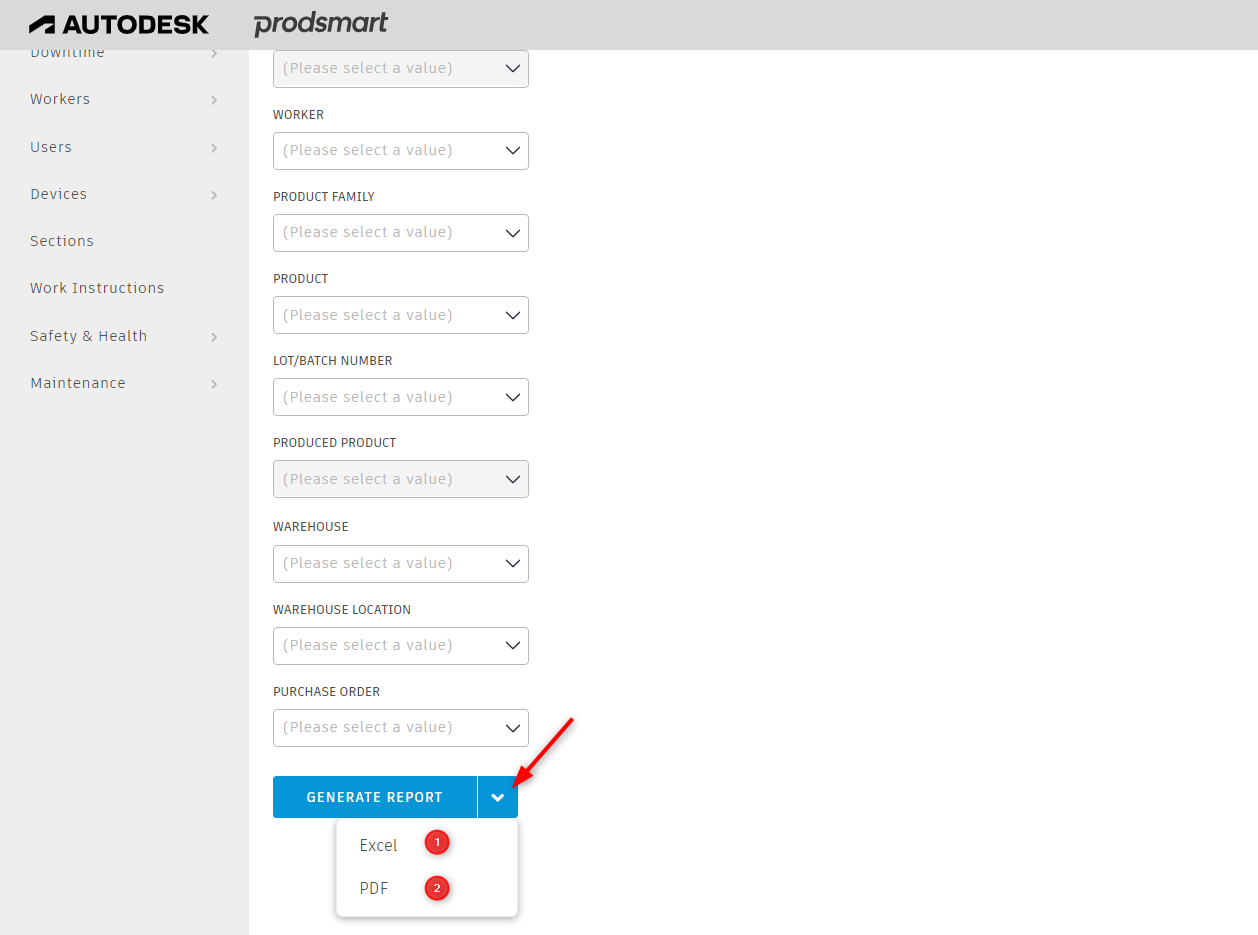 AUTODESK
prodsmart
Downtime
Workers
Users
Devices
Sections
Work Instructions
Safety & Health
Maintenance
(Please select a value)
WORKER
(Please select a value)
PRODUCT FAMILY
(Please select a value)
PRODUCT
(Please select a value)
LOT/BATCH NUMBER
(Please select a value)
PRODUCED PRODUCT
(Please select a value)
WAREHOUSE
(Please select a value)
WAREHOUSE LOCATION
(Please select a value)
PURCHASE ORDER
(Please select a value)
GENERATE REPORT
Excel 1
PDF 2